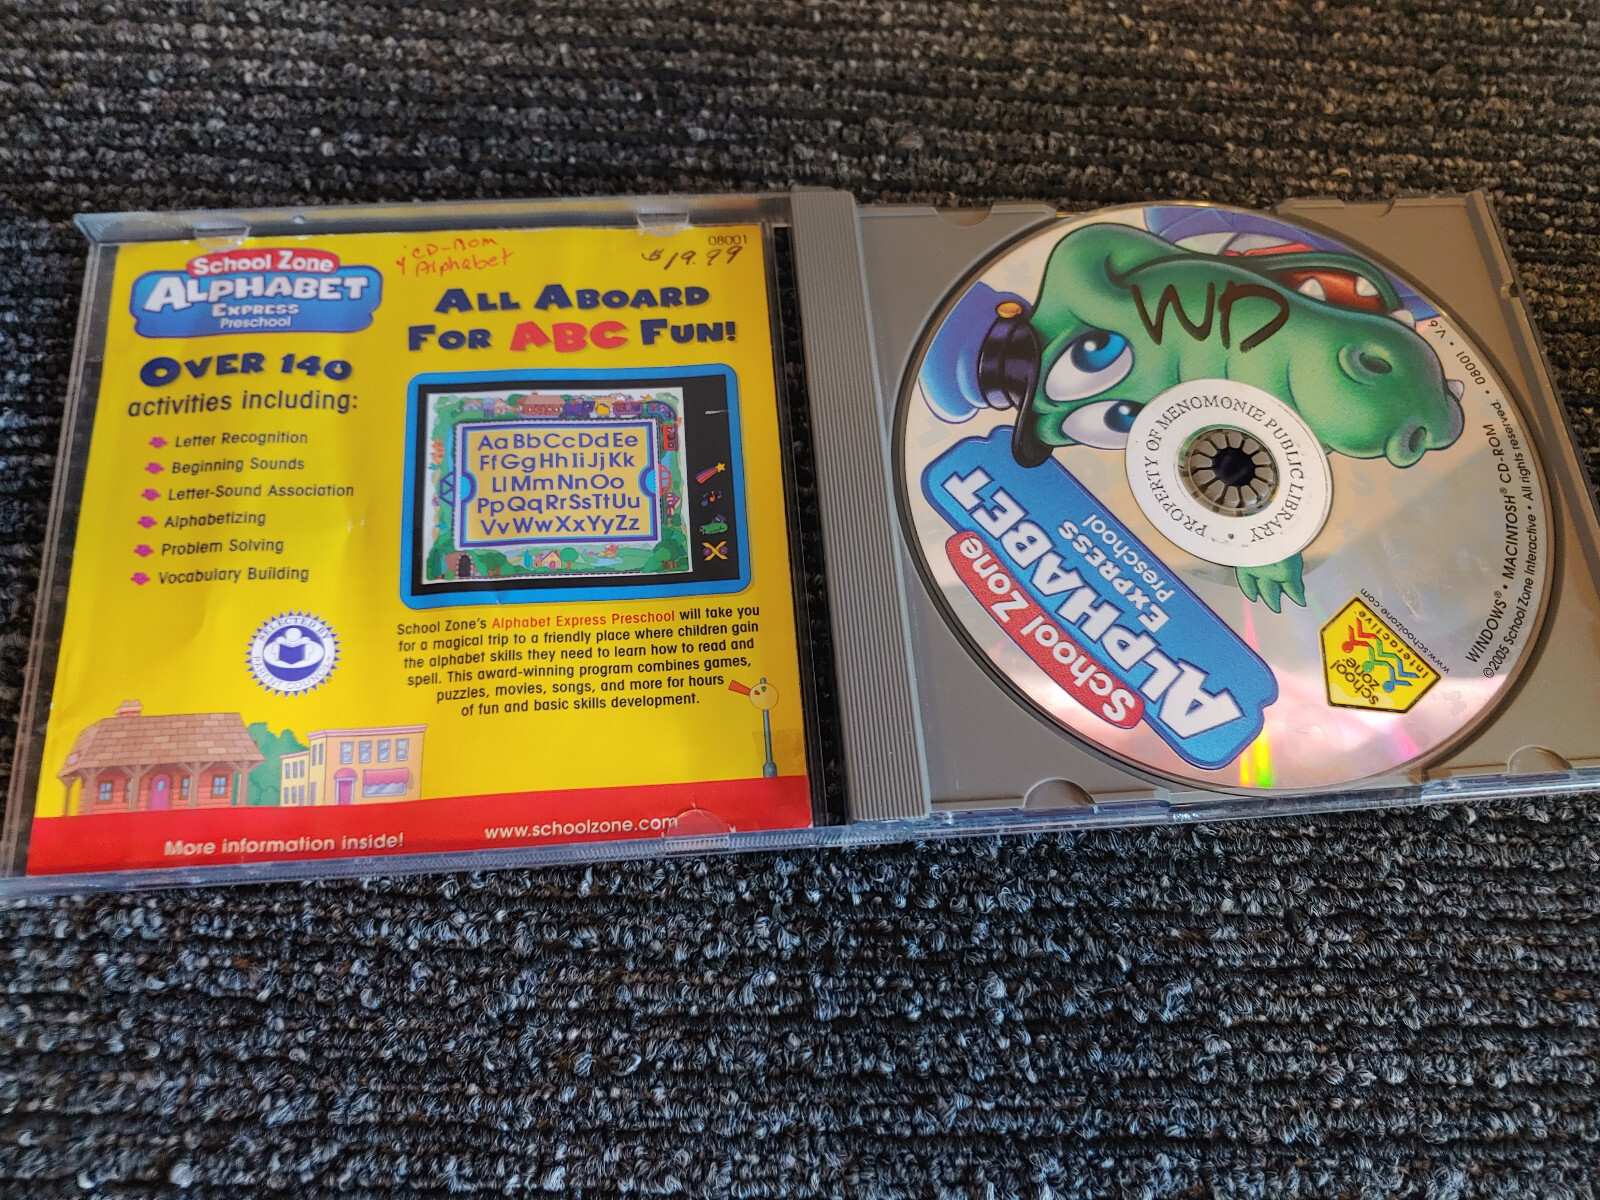 School Zone
ALPHABET
EXPRESS
Preschool
OVER 140
activities including:
Letter Recognition
Beginning Sounds
Letter-Sound Association
Alphabetizing
Problem Solving
Vocabulary Building
SELECTED BY
PARENT COUNCIL
CD-ROM
Y Alphabet
08001
$19.99
ALL ABOARD
FOR ABC FUN!
Aa Bb Cc Dd Ee
Ff Gg Hh Ii Jj Kk
Ll Mm Nn Oo
Pp Qq Rr Ss Tt Uu
Vv Ww Xx Yy Zz
School Zone's Alphabet Express Preschool will take you
for a magical trip to a friendly place where children gain
the alphabet skills they need to learn how to read and
spell. This award-winning program combines games,
puzzles, movies, songs, and more for hours
of fun and basic skills development.
More information inside!
www.schoolzone.com
WD
PROPERTY OF MENOMONIE PUBLIC LIBRARY •
School Zone
ALPHABET
EXPRESS
Preschool
school
zone
interactive
www.schoolzone.com
WINDOWS® • MACINTOSH® CD-ROM • 08001 • V.6
©2005 School Zone Interactive • All rights reserved.